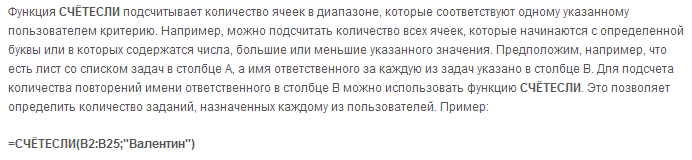 Функция СЧЁТЕСЛИ подсчитывает количество ячеек в диапазоне, которые соответствуют одному указанному
пользователем критерию. Например, можно подсчитать количество всех ячеек, которые начинаются с определенной
буквы или в которых содержатся числа, большие или меньшие указанного значения. Предположим, например, что
есть лист со списком задач в столбце A, а имя ответственного за каждую из задач указано в столбце B. Для подсчета
количества повторений имени ответственного в столбце B можно использовать функцию СЧЁТЕСЛИ. Это позволяет
определить количество заданий, назначенных каждому из пользователей. Пример:
=СЧЁТЕСЛИ(B2:B25;"Валентин")